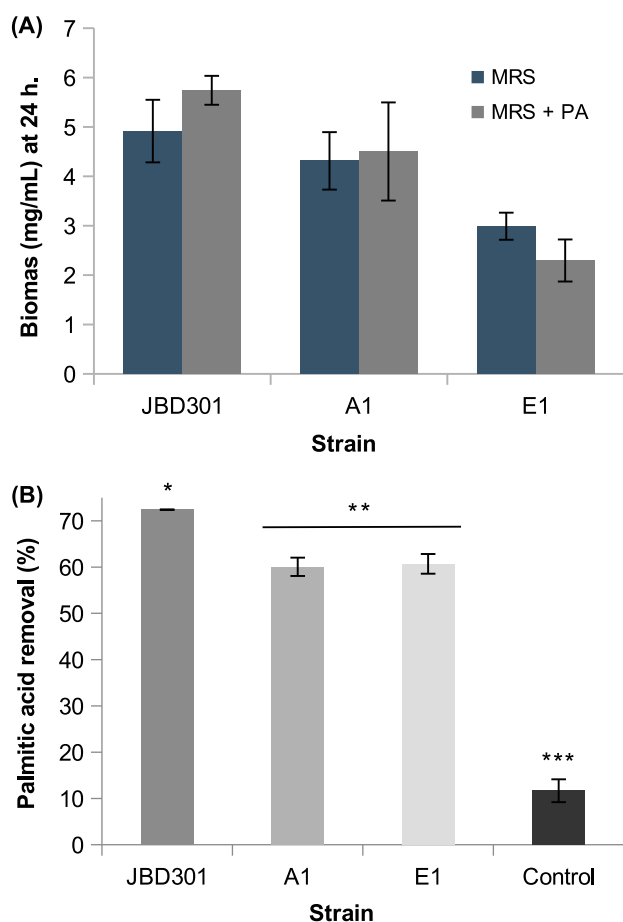 (A)
7
6
5
4
3
2
1
0
Biomas (mg/mL) at 24 h.
MRS
MRS + PA
JBD301 A1 E1
Strain
(B)
70
60
50
40
30
20
10
0
Palmitic acid removal (%)
*
**
***
JBD301 A1 E1 Control
Strain